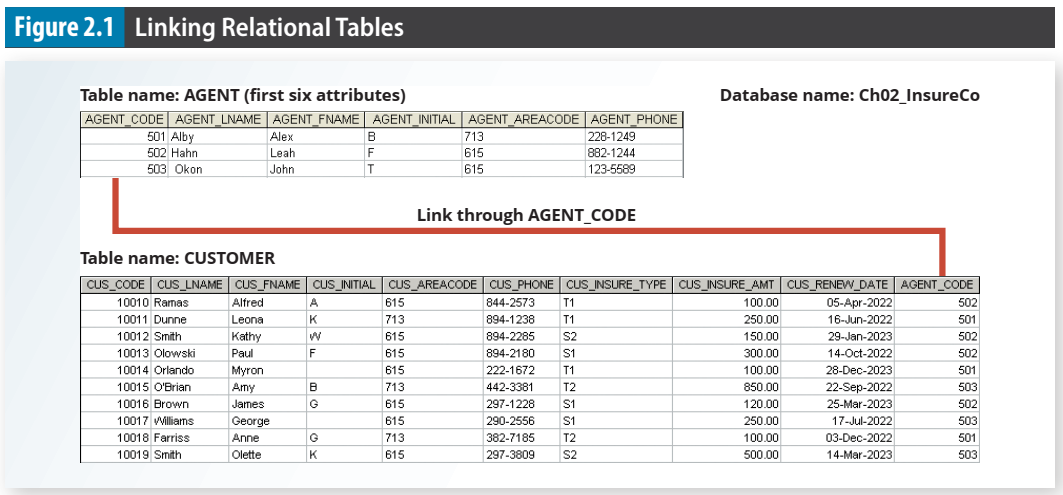 Figure 2.1 Linking Relational Tables
Table name: AGENT (first six attributes) Database name: Ch02_InsureCo
AGENT_CODE AGENT_LNAME AGENT_FNAME AGENT_INITIAL AGENT_AREACODE AGENT_PHONE
501 Alby Alex B 713 228-1249
502 Hahn Leah F 615 882-1244
503 Okon John T 615 123-5589
Link through AGENT_CODE
Table name: CUSTOMER
CUS_CODE CUS_LNAME CUS_FNAME CUS_INITIAL CUS_AREACODE CUS_PHONE CUS_INSURE_TYPE CUS_INSURE_AMT CUS_RENEW_DATE AGENT_CODE
10010 Ramas Alfred A 615 844-2573 T1 100.00 05-Apr-2022 502
10011 Dunne Leona K 713 894-1238 T1 250.00 16-Jun-2022 501
10012 Smith Kathy W 615 894-2285 S2 150.00 29-Jan-2023 502
10013 Olowski Paul F 615 894-2180 S1 300.00 14-Oct-2022 502
10014 Orlando Myron 615 222-1672 T1 100.00 28-Dec-2023 501
10015 O'Brian Amy B 713 442-3381 T2 850.00 22-Sep-2022 503
10016 Brown James G 615 297-1228 S1 120.00 25-Mar-2023 502
10017 Williams George 615 290-2556 S1 250.00 17-Jul-2022 503
10018 Farriss Anne G 713 382-7185 T2 100.00 03-Dec-2022 501
10019 Smith Olette K 615 297-3809 S2 500.00 14-Mar-2023 503